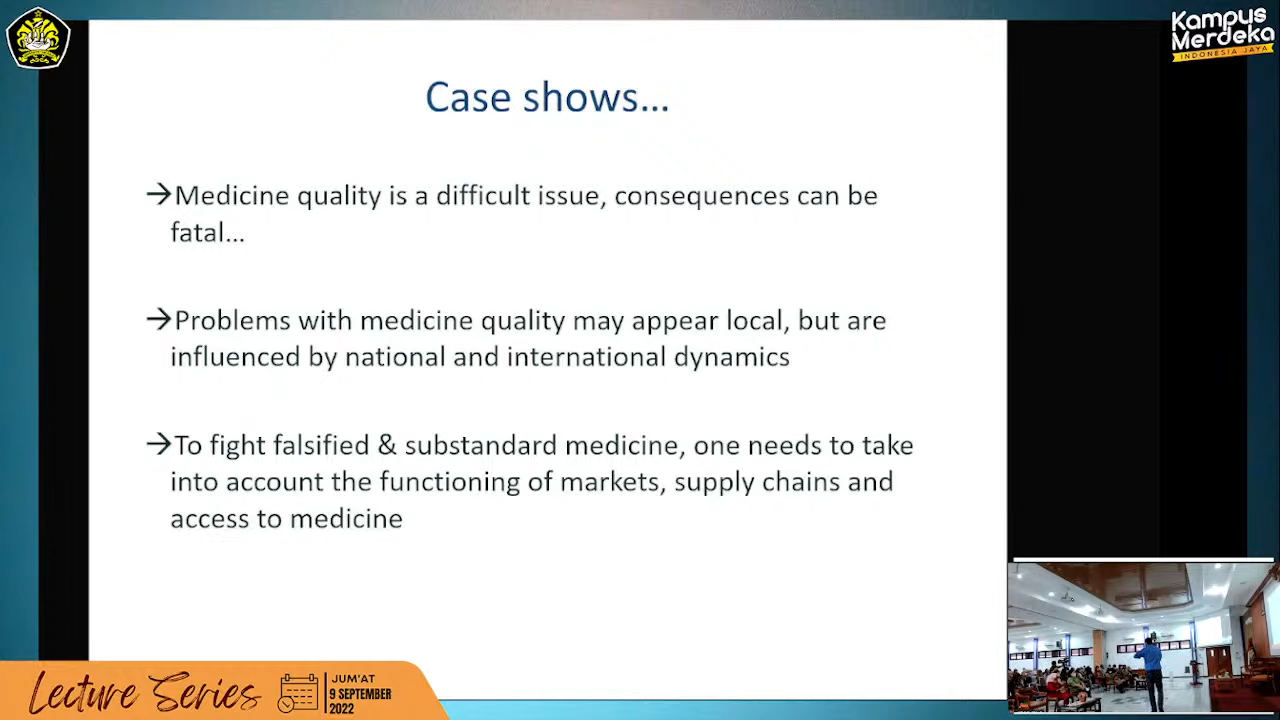 Kampus
Merdeka
INDONESIA JAYA
Case shows...
→Medicine quality is a difficult issue, consequences can be
fatal...
→Problems with medicine quality may appear local, but are
influenced by national and international dynamics
→To fight falsified & substandard medicine, one needs to take
into account the functioning of markets, supply chains and
access to medicine
Lecture Series
JUM'AT
9 SEPTEMBER
2022